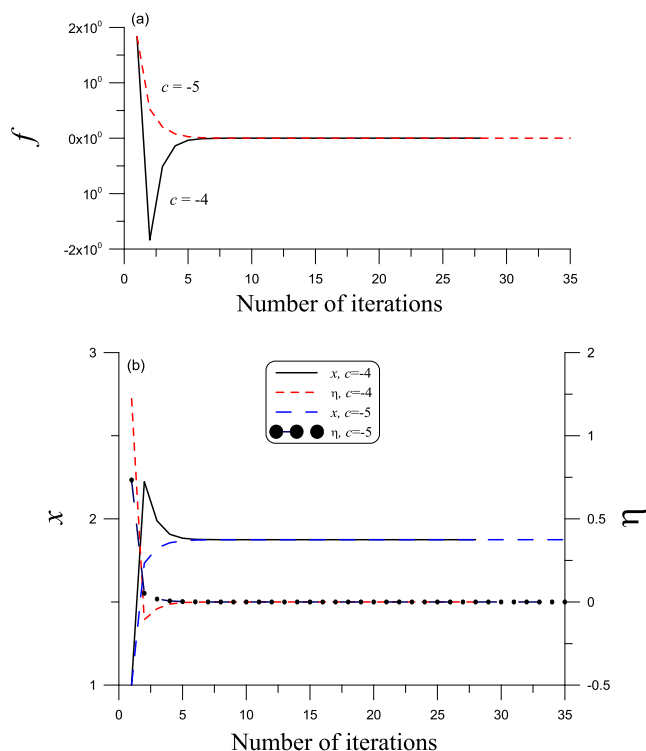 (a)
2x10⁰
10⁰
0x10⁰
10⁰
-2x10⁰
f
c = -5
c = -4
0 5 10 15 20 25 30 35
Number of iterations
(b)
3
2
1
x
x, c=-4
η, c=-4
x, c=-5
η, c=-5
2
1
0.5
0
-0.5
η
0 5 10 15 20 25 30 35
Number of iterations